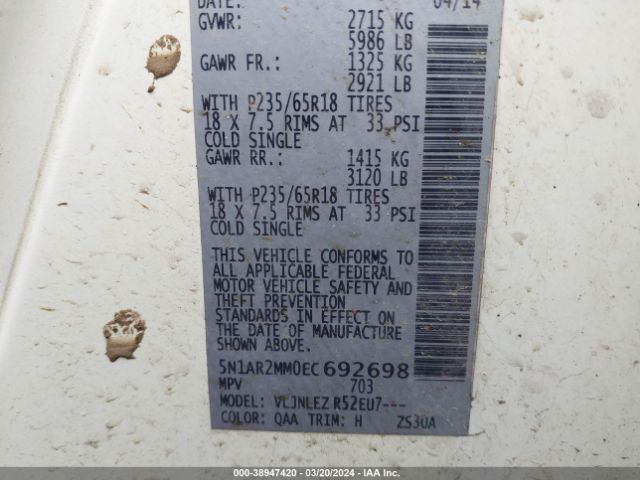 DATE: 04/14
GVWR: 2715 KG
5986 LB
GAWR FR.: 1325 KG
2921 LB
WITH P235/65R18 TIRES
18 X 7.5 RIMS AT 33 PSI
COLD SINGLE
GAWR RR.: 1415 KG
3120 LB
WITH P235/65R18 TIRES
18 X 7.5 RIMS AT 33 PSI
COLD SINGLE
THIS VEHICLE CONFORMS TO
ALL APPLICABLE FEDERAL
MOTOR VEHICLE SAFETY AND
THEFT PREVENTION
STANDARDS IN EFFECT ON
THE DATE OF MANUFACTURE
SHOWN ABOVE.
5N1AR2MM0EC692698
MPV 703
MODEL: VLJNLEZ R52EU7---
COLOR: QAA TRIM: H ZS30A
000-38947420 — 03/20/2024 — IAA Inc.